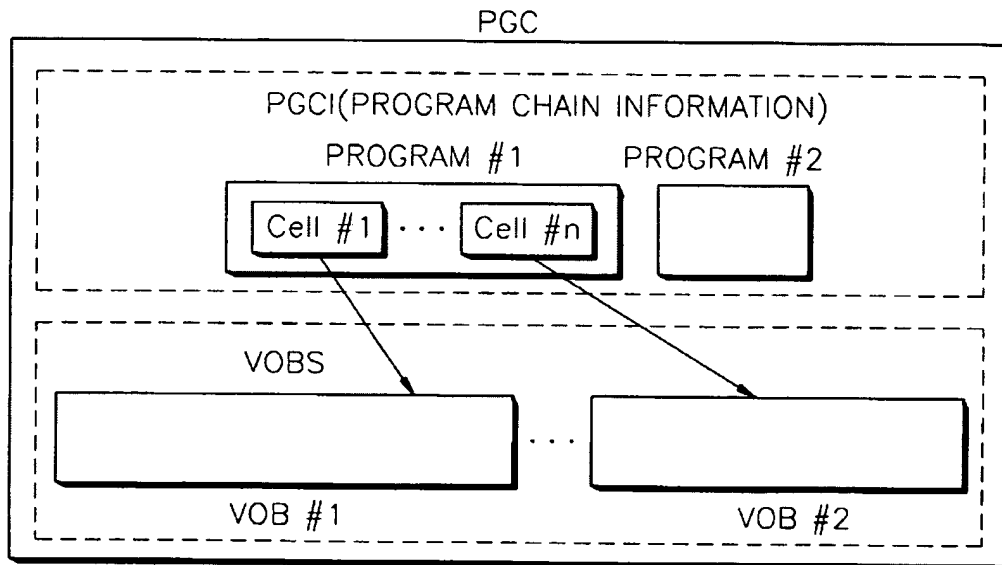 PGC
PGCI(PROGRAM CHAIN INFORMATION)
PROGRAM #1 PROGRAM #2
Cell #1 ··· Cell #n
VOBS
···
VOB #1 VOB #2